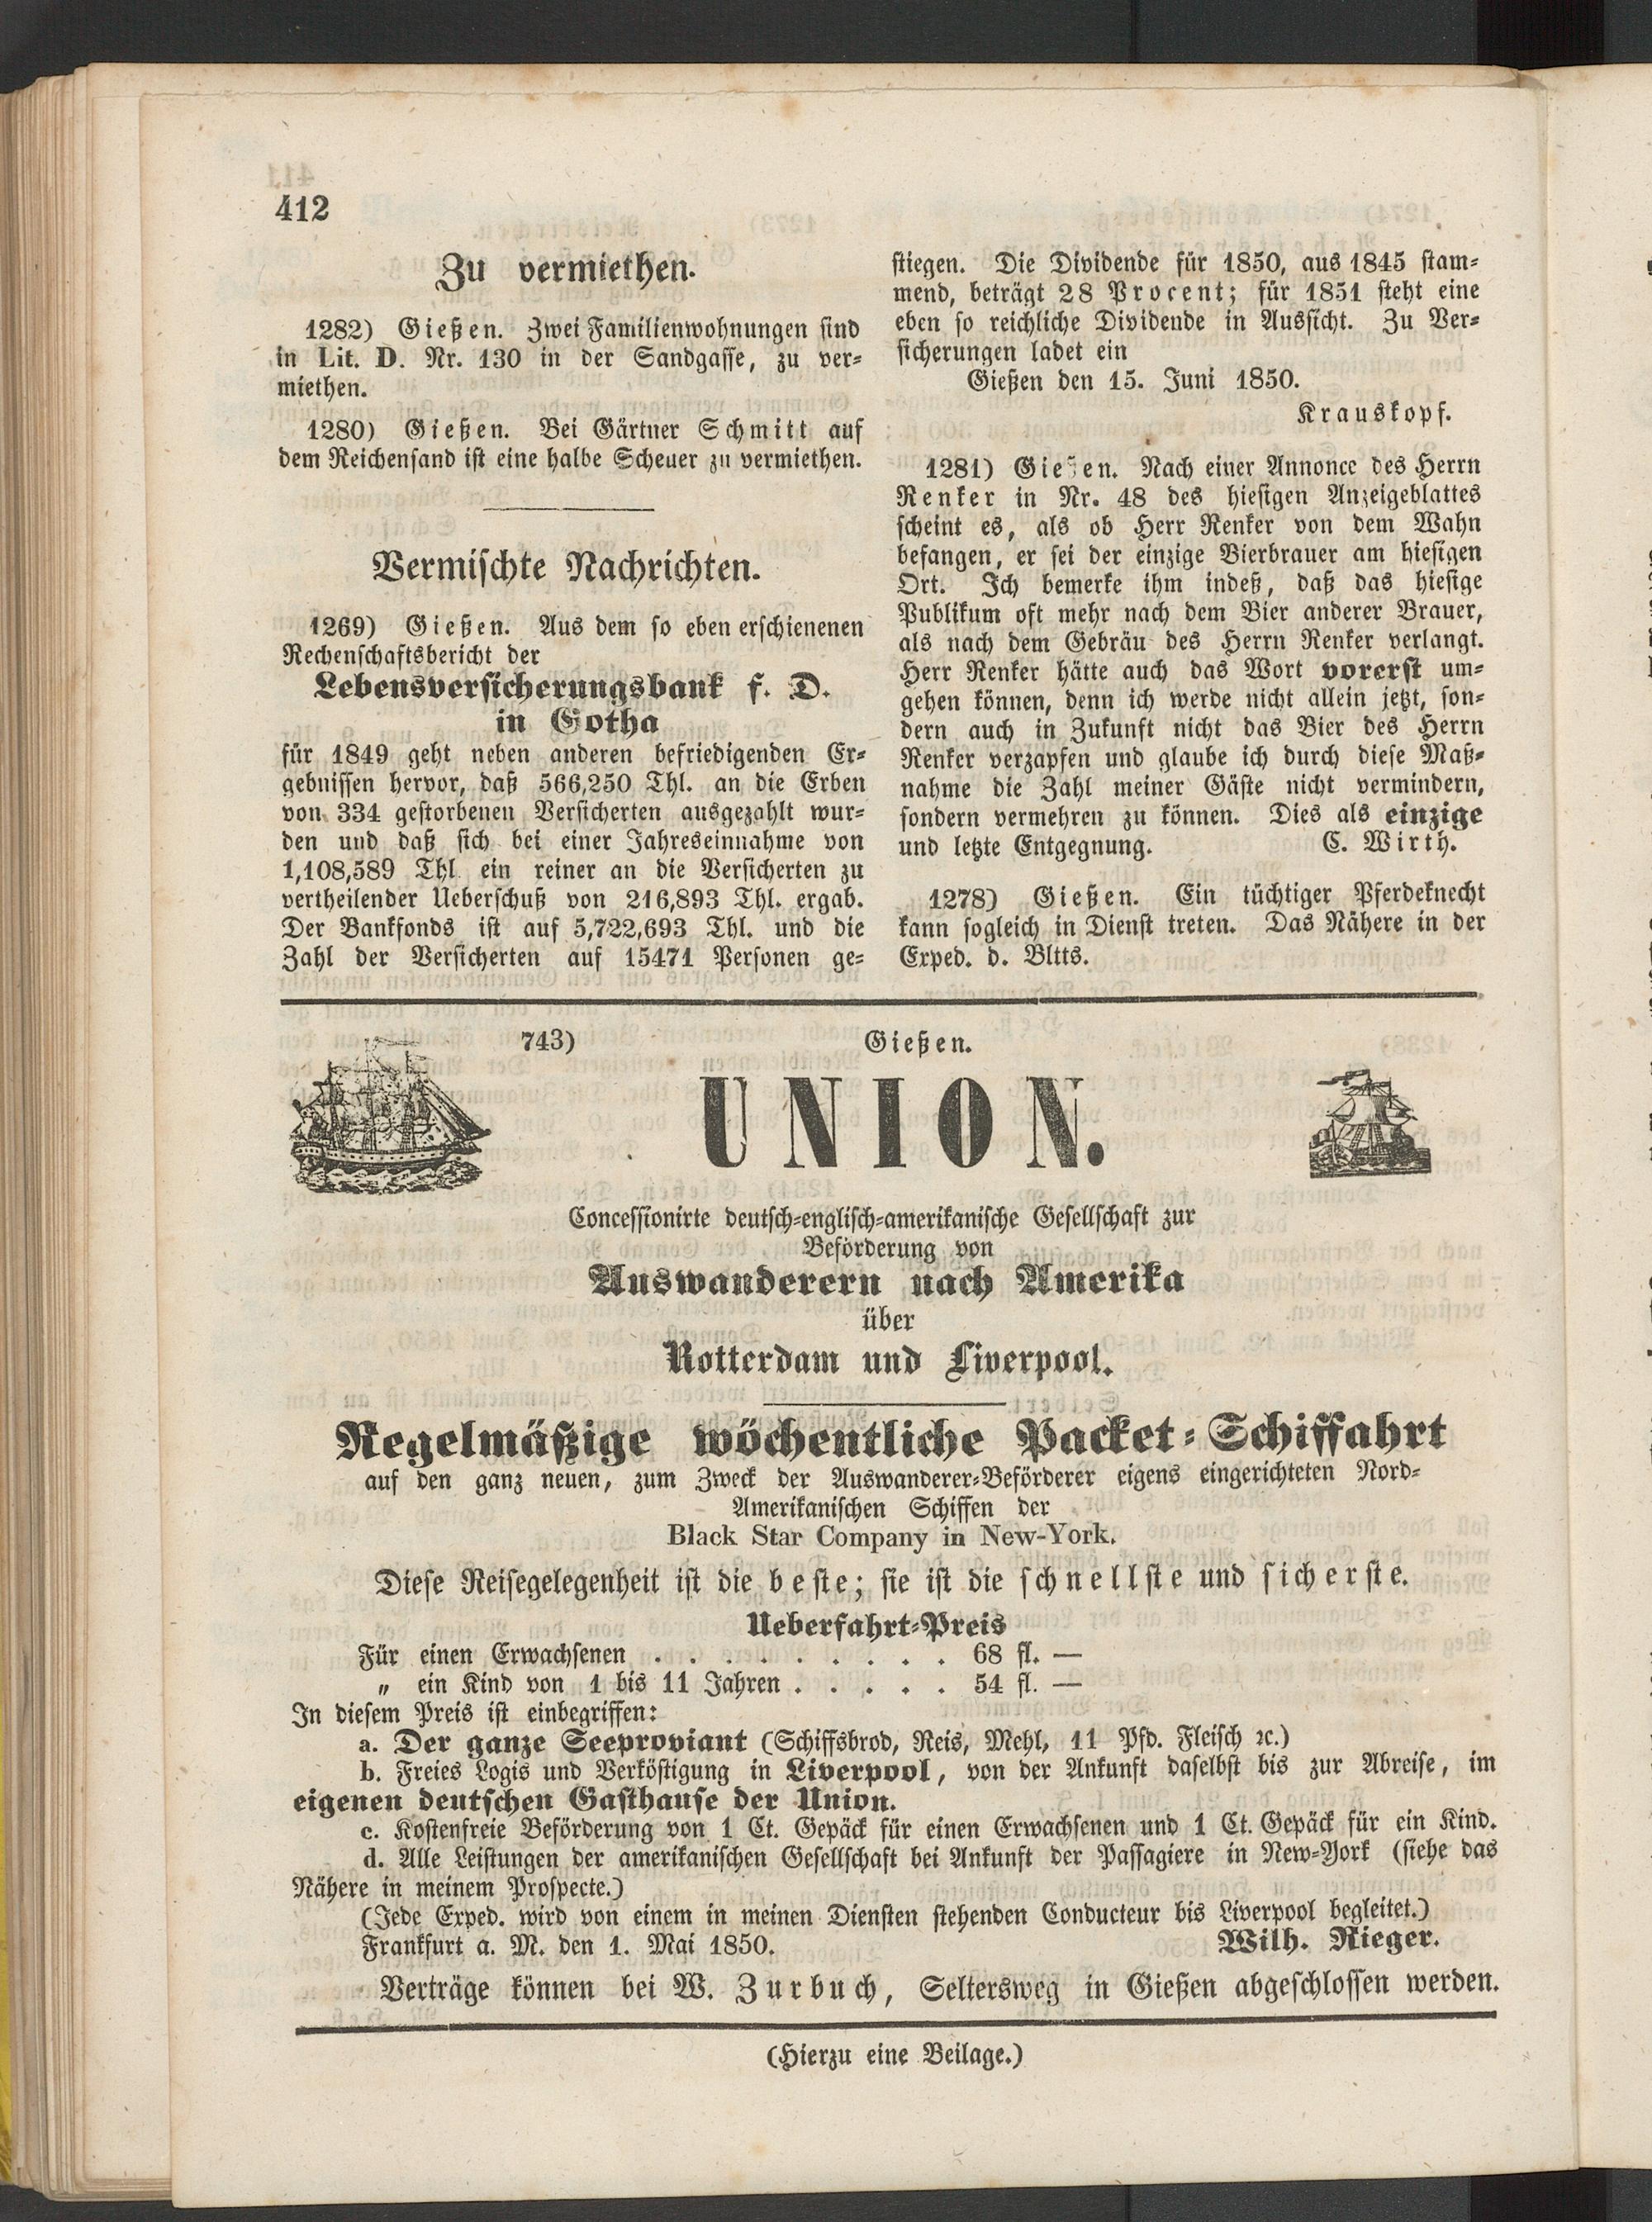 412
Zu vermiethen.
1282) Gießen. Zwei Familienwohnungen sind
in Lit. D. Nr. 130 in der Sandgasse, zu ver-
miethen.
1280) Gießen. Bei Gärtner Schmitt auf
dem Reichensand ist eine halbe Scheuer zu vermiethen.
Vermischte Nachrichten.
1269) Gießen. Aus dem so eben erschienenen
Rechenschaftsbericht der
Lebensversicherungsbank f. D.
in Gotha
für 1849 geht neben anderen befriedigenden Er-
gebnissen hervor, daß 566,250 Thl. an die Erben
von 334 gestorbenen Versicherten ausgezahlt wur-
den und daß sich bei einer Jahreseinnahme von
1,108,589 Thl ein reiner an die Versicherten zu
vertheilender Ueberschuß von 216,893 Thl. ergab.
Der Bankfonds ist auf 5,722,693 Thl. und die
Zahl der Versicherten auf 15471 Personen ge-
stiegen. Die Dividende für 1850, aus 1845 stam-
mend, beträgt 28 Procent; für 1851 steht eine
eben so reichliche Dividende in Aussicht. Zu Ver-
sicherungen ladet ein
Gießen den 15. Juni 1850.
Krauskopf.
1281) Gießen. Nach einer Annonce des Herrn
Renker in Nr. 48 des hiesigen Anzeigeblattes
scheint es, als ob Herr Renker von dem Wahn
befangen, er sei der einzige Bierbrauer am hiesigen
Ort. Ich bemerke ihm indeß, daß das hiesige
Publikum oft mehr nach dem Bier anderer Brauer,
als nach dem Gebräu des Herrn Renker verlangt.
Herr Renker hätte auch das Wort vorerst um-
gehen können, denn ich werde nicht allein jetzt, son-
dern auch in Zukunft nicht das Bier des Herrn
Renker verzapfen und glaube ich durch diese Maß-
nahme die Zahl meiner Gäste nicht vermindern,
sondern vermehren zu können. Dies als einzige
und letzte Entgegnung. C. Wirth.
1278) Gießen. Ein tüchtiger Pferdeknecht
kann sogleich in Dienst treten. Das Nähere in der
Exped. d. Bltts.
743) Gießen.
UNION.
Concessionirte deutsch-englisch-amerikanische Gesellschaft zur
Beförderung von
Auswanderern nach Amerika
über
Rotterdam und Liverpool.
Regelmäßige wöchentliche Packet-Schiffahrt
auf den ganz neuen, zum Zweck der Auswanderer-Beförderer eigens eingerichteten Nord-
Amerikanischen Schiffen der
Black Star Company in New-York.
Diese Reisegelegenheit ist die beste; sie ist die schnellste und sicherste.
Ueberfahrt-Preis
Für einen Erwachsenen . . . . . . . . . 68 fl. —
„ ein Kind von 1 bis 11 Jahren . . . . . 54 fl. —
In diesem Preis ist einbegriffen:
a. Der ganze Seeproviant (Schiffsbrod, Reis, Mehl, 11 Pfd. Fleisch ꝛc.)
b. Freies Logis und Verköstigung in Liverpool, von der Ankunft daselbst bis zur Abreise, im
eigenen deutschen Gasthause der Union.
c. Kostenfreie Beförderung von 1 Ct. Gepäck für einen Erwachsenen und 1 Ct. Gepäck für ein Kind.
d. Alle Leistungen der amerikanischen Gesellschaft bei Ankunft der Passagiere in New-York (siehe das
Nähere in meinem Prospecte.)
(Jede Exped. wird von einem in meinen Diensten stehenden Conducteur bis Liverpool begleitet.)
Frankfurt a. M. den 1. Mai 1850. Wilh. Rieger.
Verträge können bei W. Zurbuch, Seltersweg in Gießen abgeschlossen werden.
(Hierzu eine Beilage.)